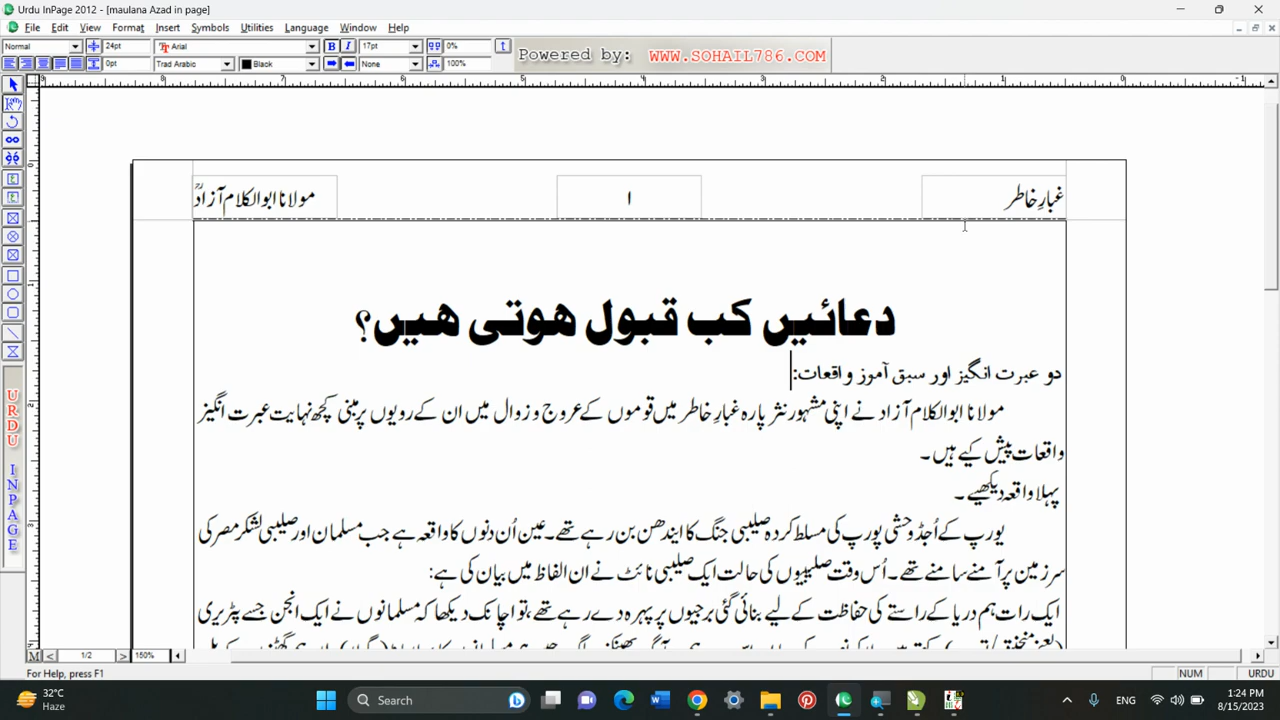 Urdu InPage 2012 - [maulana Azad in page]
File Edit View Format Insert Symbols Utilities Language Window Help
Normal 24pt Arial B I 17pt 0%
0pt Trad Arabic Black None 100%
Powered by: WWW.SOHAIL786.COM
غبارِ خاطر ۱ مولانا ابوالکلام آزادؒ
دعائیں کب قبول ہوتی ہیں؟
دو عبرت انگیز اور سبق آموز واقعات:
مولانا ابوالکلام آزاد نے اپنی مشہور نثر پارہ غبارِ خاطر میں قوموں کے عروج و زوال میں ان کے رویوں پر مبنی کچھ نہایت عبرت انگیز
واقعات پیش کیے ہیں۔
پہلا واقعہ دیکھیے۔
یورپ کے اُجڈ وحشی یورپ کی مسلط کردہ صلیبی جنگ کا ایندھن بن رہے تھے۔ عین اُن دنوں کا واقعہ ہے جب مسلمان اور صلیبی لشکر مصر کی
سرزمین پر آمنے سامنے تھے۔ اُس وقت صلیبیوں کی حالت ایک صلیبی نائٹ نے ان الفاظ میں بیان کی ہے:
ایک رات ہم دریا کے راستے کی حفاظت کے لیے بنائی گئی برجیوں پر پہرہ دے رہے تھے، تو اچانک دیکھا کہ مسلمانوں نے ایک انجن جسے پٹریری
URDU INPAGE
M < 1/2 > 150%
For Help, press F1
NUM URDU
32°C
Haze
Search
ENG
1:24 PM
8/15/2023